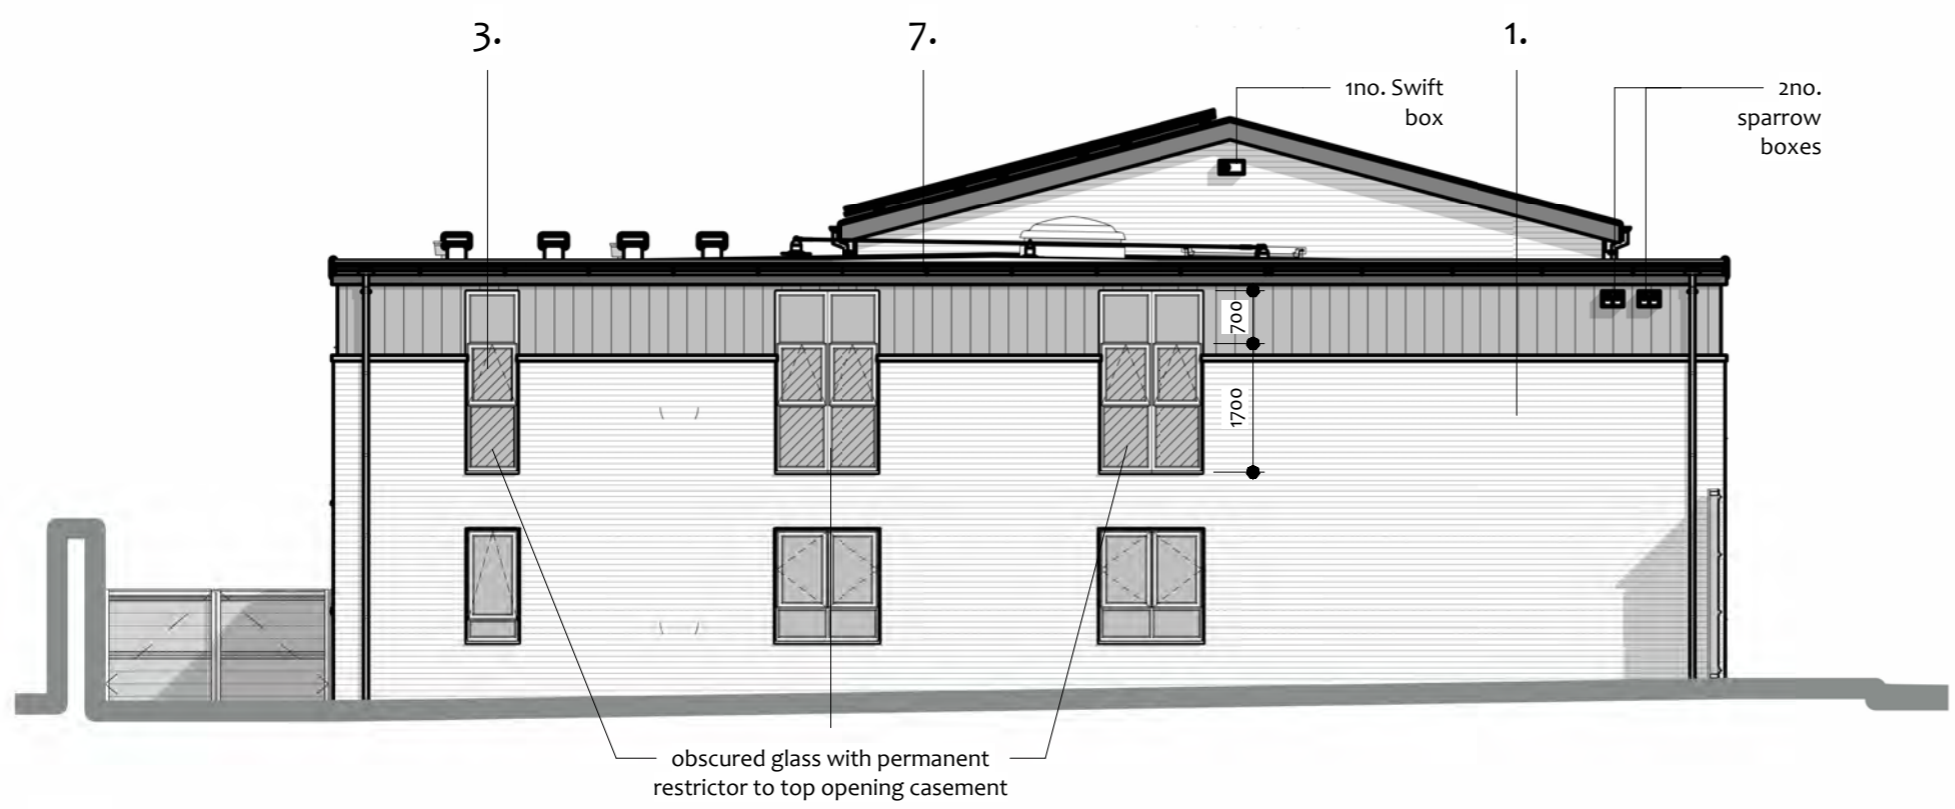 3.
7.
1.
1no. Swift
box
2no.
sparrow
boxes
700
1700
obscured glass with permanent
restrictor to top opening casement